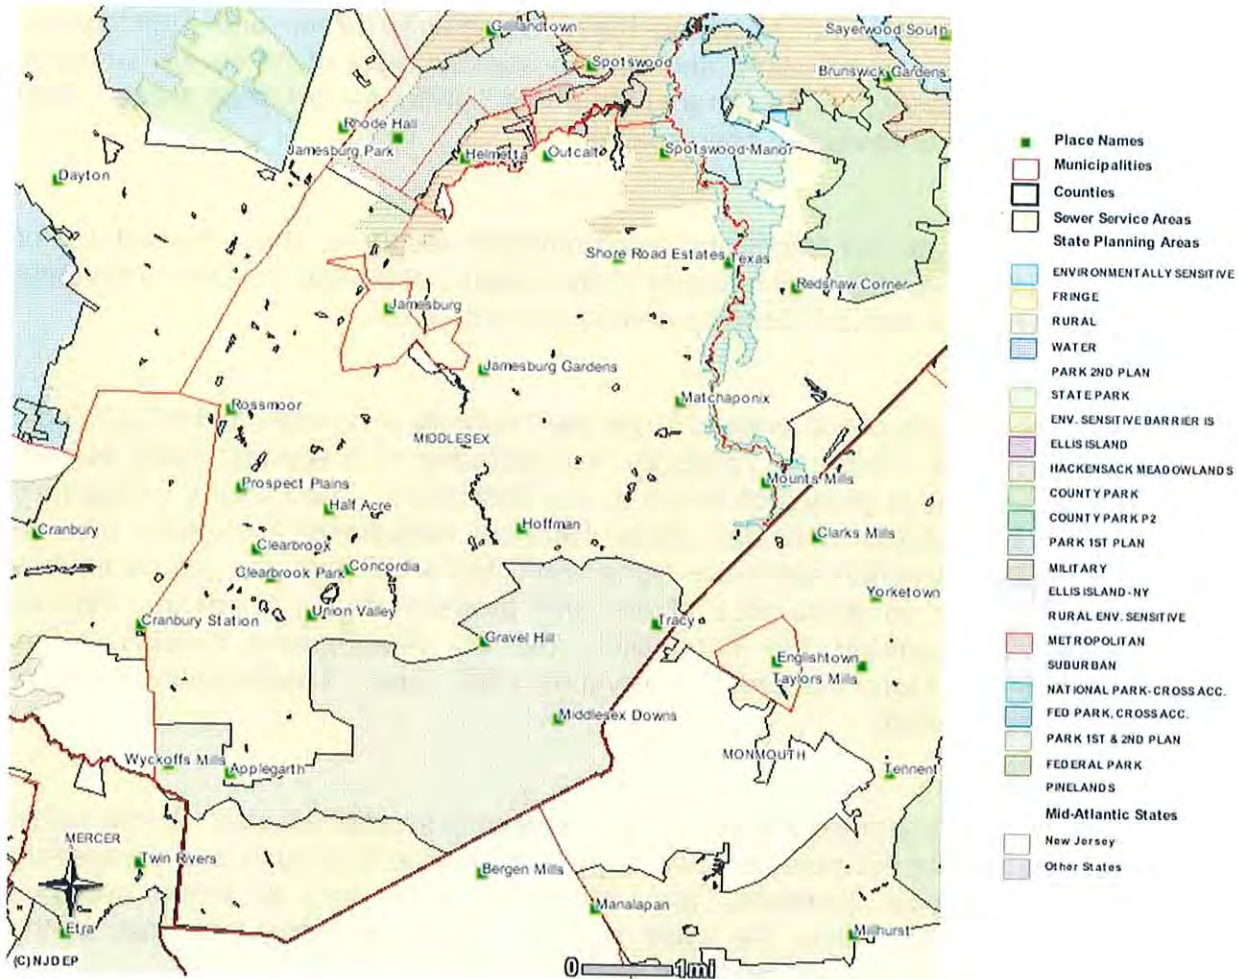 Gillilandtown
Sayerwood South
Spotswood
Brunswick Gardens
Rhode Hall
Jamesburg Park
Helmetta
Outcalt
Spotswood Manor
Dayton
Shore Road Estates
Texas
Redshaw Corner
Jamesburg
Jamesburg Gardens
Matchaponix
Rossmoor
MIDDLESEX
Prospect Plains
Mounts Mills
Half Acre
Hoffman
Cranbury
Clarks Mills
Clearbrook
Concordia
Clearbrook Park
Yorketown
Union Valley
Cranbury Station
Tracy
Gravel Hill
Englishtown
Taylors Mills
Middlesex Downs
MONMOUTH
Wyckoffs Mills
Applegarth
Tennent
MERCER
Twin Rivers
Bergen Mills
Manalapan
Etra
Millhurst
(C)NJDEP
0 1mi
Place Names
Municipalities
Counties
Sewer Service Areas
State Planning Areas
ENVIRONMENTALLY SENSITIVE
FRINGE
RURAL
WATER
PARK 2ND PLAN
STATE PARK
ENV. SENSITIVE BARRIER IS
ELLIS ISLAND
HACKENSACK MEADOWLANDS
COUNTY PARK
COUNTY PARK P2
PARK 1ST PLAN
MILITARY
ELLIS ISLAND-NY
RURAL ENV. SENSITIVE
METROPOLITAN
SUBURBAN
NATIONAL PARK-CROSS ACC.
FED PARK, CROSS ACC.
PARK 1ST & 2ND PLAN
FEDERAL PARK
PINELANDS
Mid-Atlantic States
New Jersey
Other States